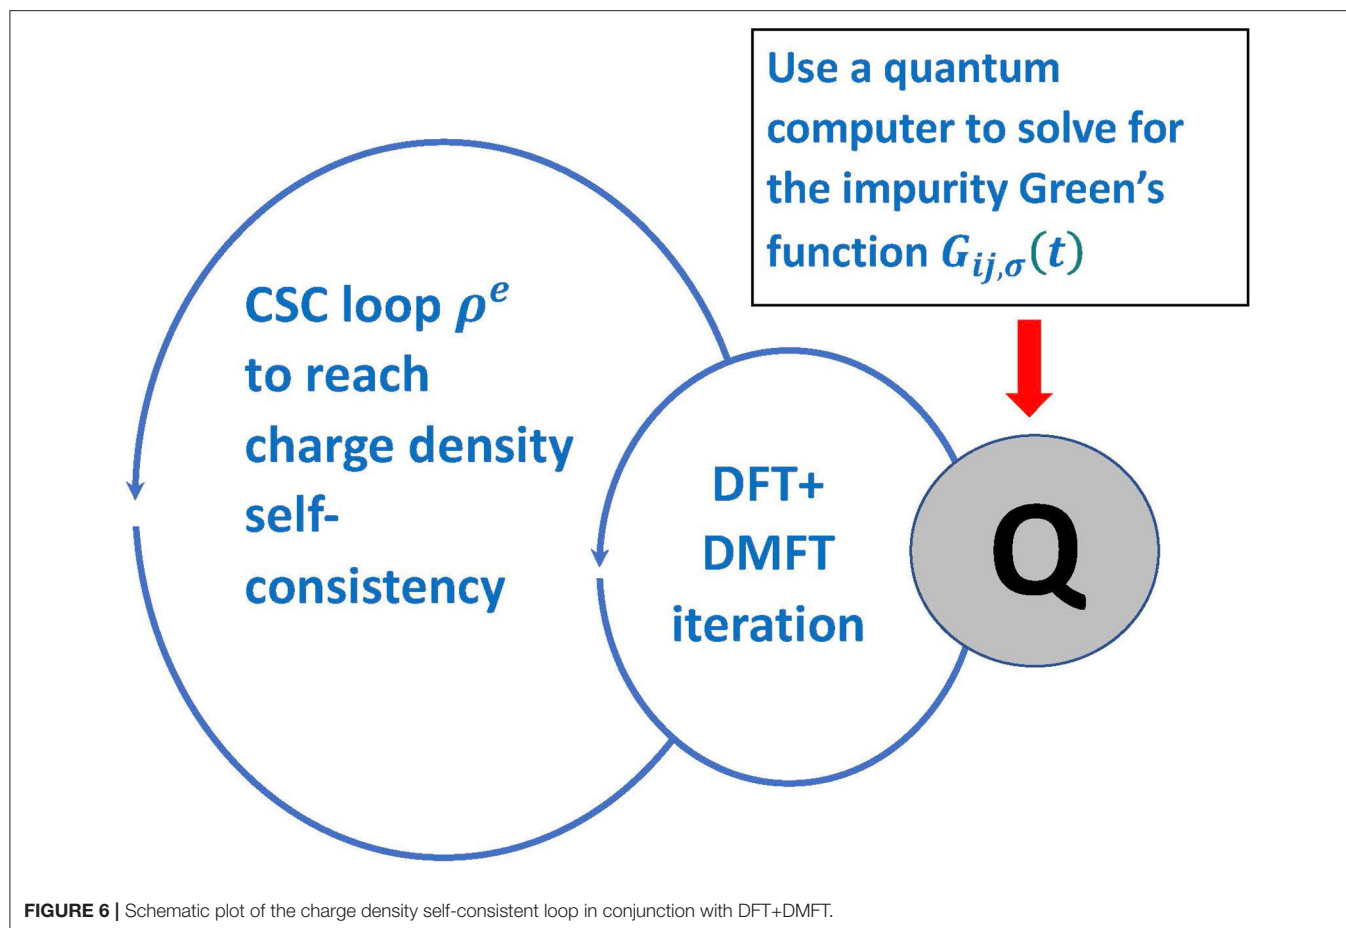 Use a quantum
computer to solve for
the impurity Green’s
function G_{ij,σ}(t)
CSC loop ρ^e
to reach
charge density
self-
consistency
DFT+
DMFT
iteration
Q
FIGURE 6 | Schematic plot of the charge density self-consistent loop in conjunction with DFT+DMFT.